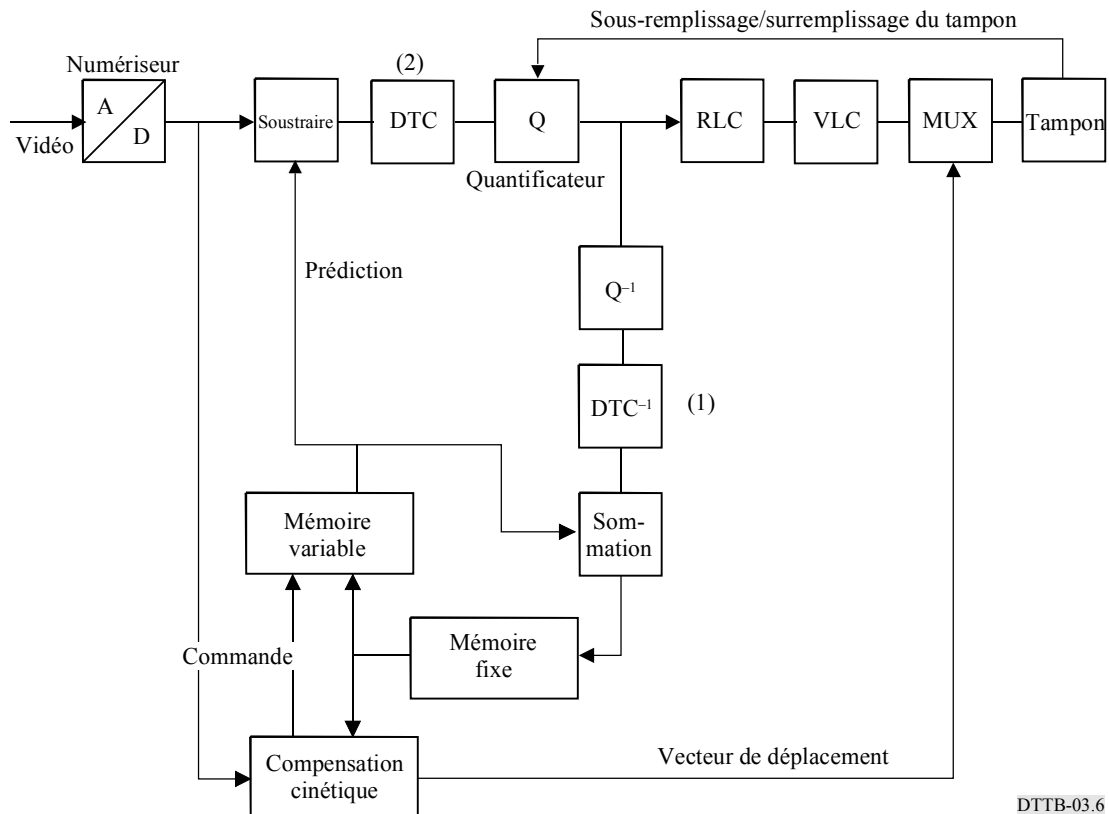 Sous-remplissage/surremplissage du tampon
Numériseur
(2)
A
D
Vidéo
Soustraire
DTC
Q
RLC
VLC
MUX
Tampon
Quantificateur
Prédiction
Q⁻¹
DTC⁻¹
(1)
Mémoire
variable
Som-
mation
Commande
Mémoire
fixe
Compensation
cinétique
Vecteur de déplacement
DTTB-03.6